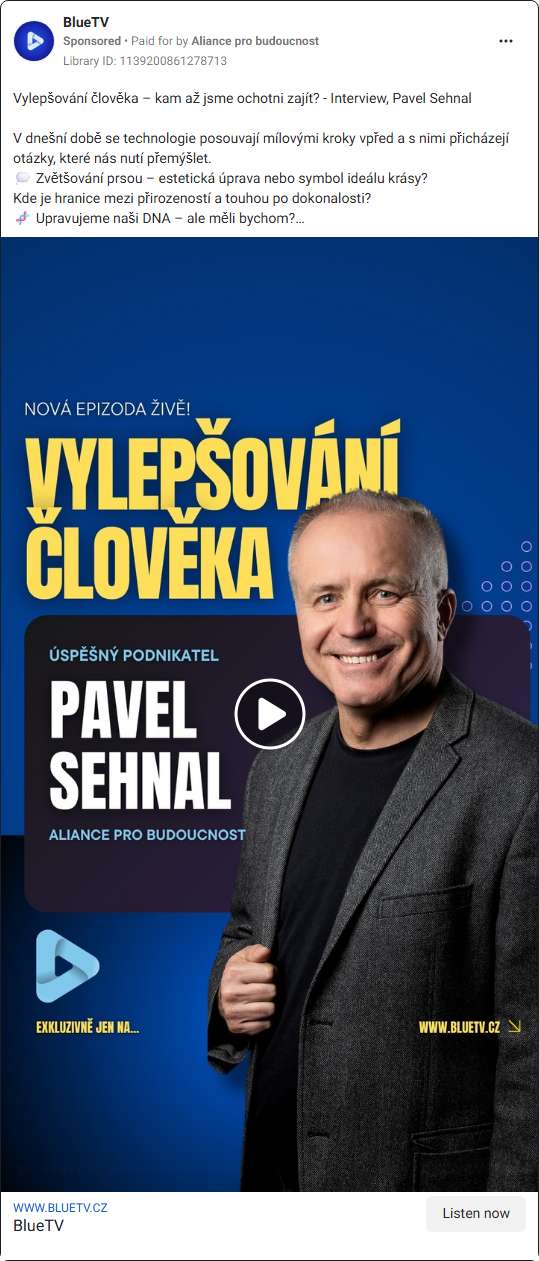 BlueTV
Sponsored • Paid for by Aliance pro budoucnost
Library ID: 1139200861278713
Vylepšování člověka – kam až jsme ochotni zajít? - Interview, Pavel Sehnal
V dnešní době se technologie posouvají mílovými kroky vpřed a s nimi přicházejí
otázky, které nás nutí přemýšlet.
💭 Zvětšování prsou – estetická úprava nebo symbol ideálu krásy?
Kde je hranice mezi přirozeností a touhou po dokonalosti?
🧬 Upravujeme naši DNA – ale měli bychom?...
NOVÁ EPIZODA ŽIVĚ!
VYLEPŠOVÁNÍ
ČLOVĚKA
ÚSPĚŠNÝ PODNIKATEL
PAVEL
SEHNAL
ALIANCE PRO BUDOUCNOST
EXKLUZIVNĚ JEN NA...
WWW.BLUETV.CZ
WWW.BLUETV.CZ
BlueTV
Listen now